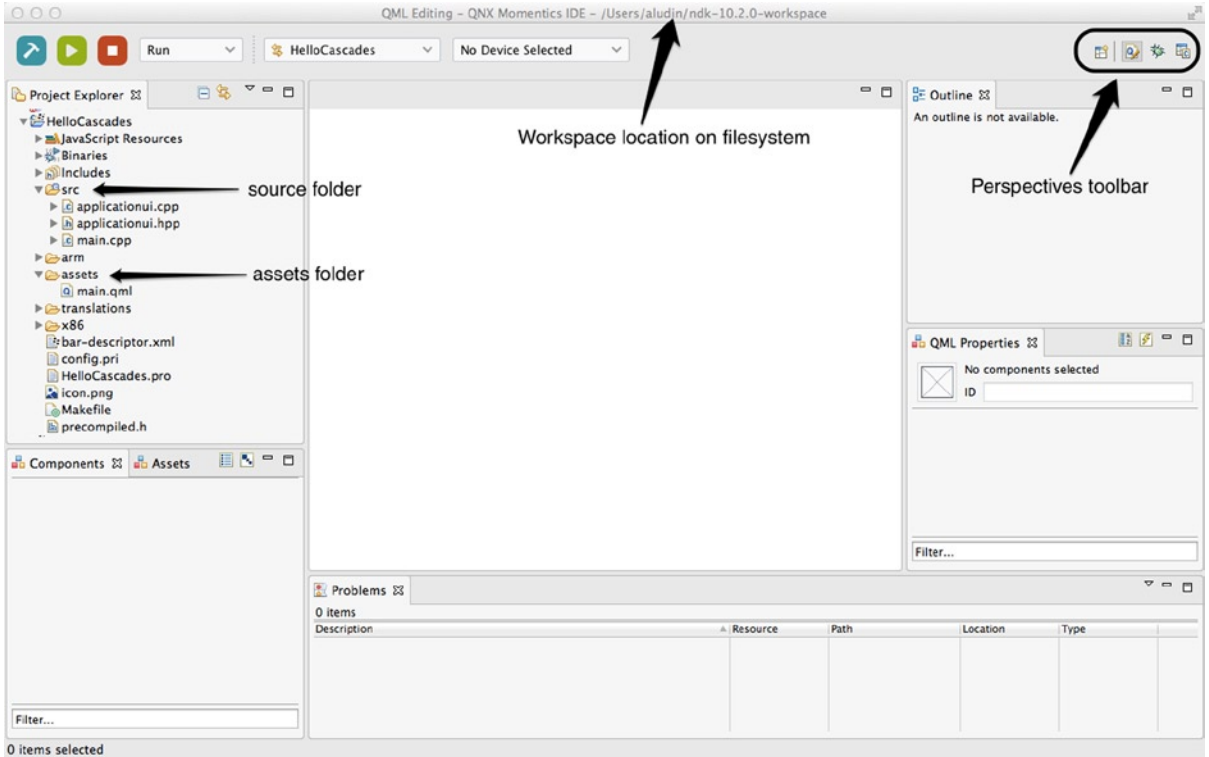 QML Editing – QNX Momentics IDE – /Users/aludin/ndk-10.2.0-workspace
Run
HelloCascades
No Device Selected
Project Explorer
HelloCascades
JavaScript Resources
Binaries
Includes
src
applicationui.cpp
applicationui.hpp
main.cpp
arm
assets
main.qml
translations
x86
bar-descriptor.xml
config.pri
HelloCascades.pro
icon.png
Makefile
precompiled.h
source folder
assets folder
Workspace location on filesystem
Outline
An outline is not available.
Perspectives toolbar
QML Properties
No components selected
ID
Filter...
Components
Assets
Filter...
Problems
0 items
Description Resource Path Location Type
0 items selected